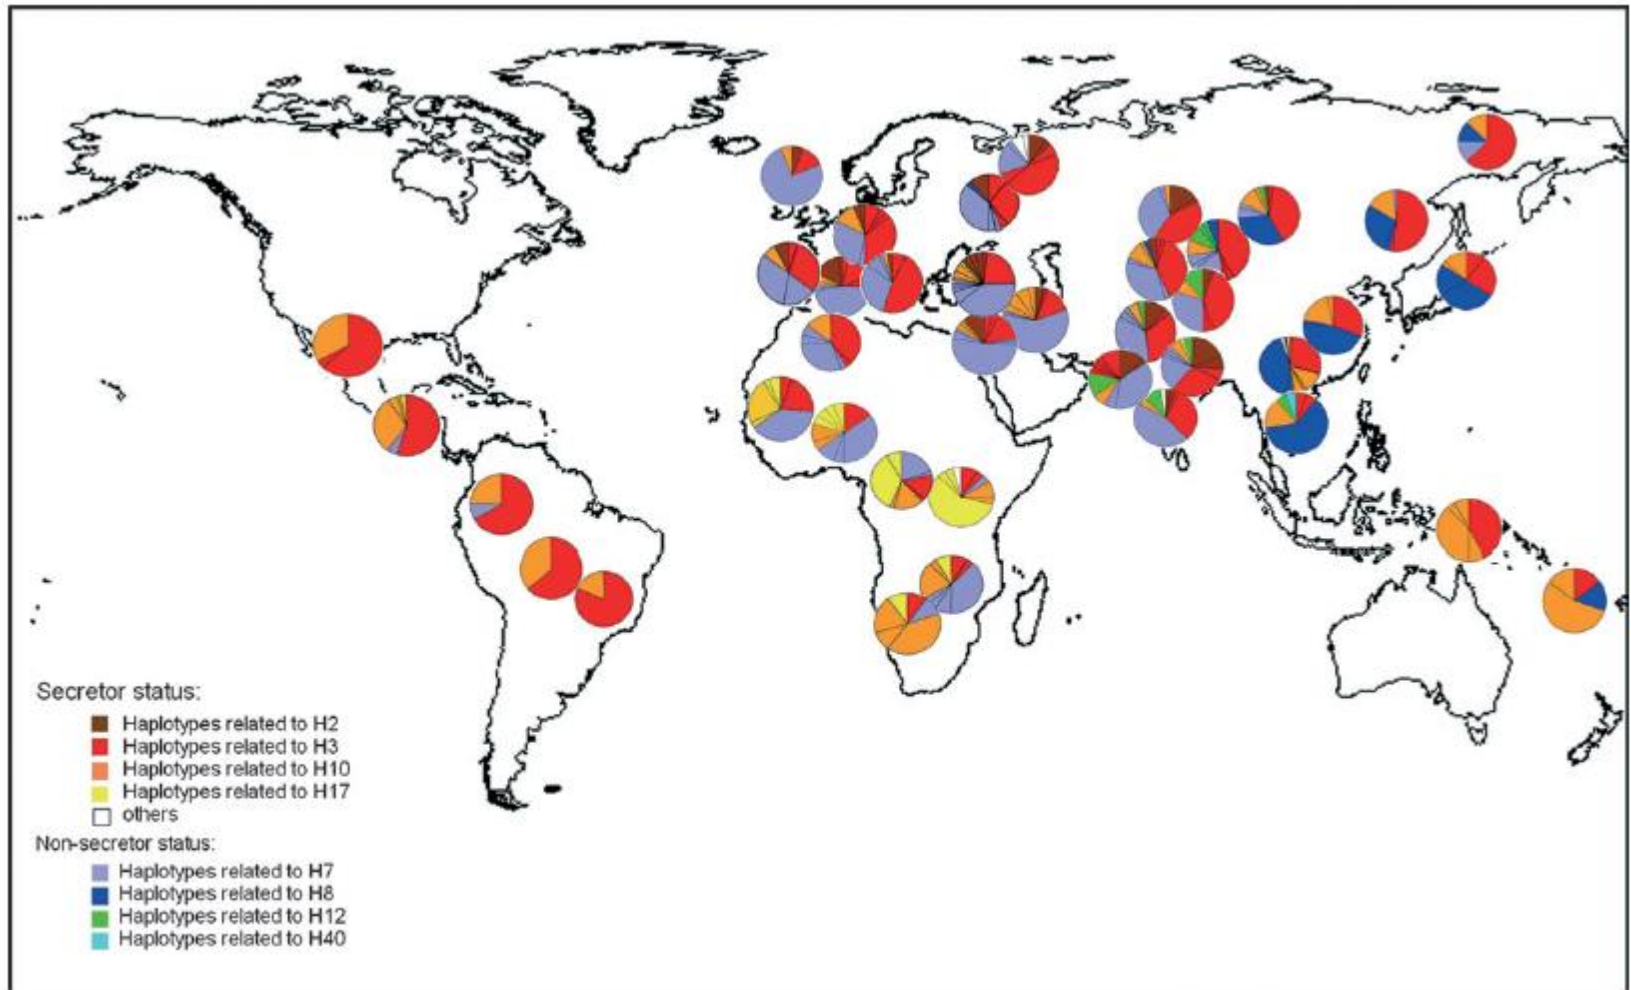 Secretor status:
Haplotypes related to H2
Haplotypes related to H3
Haplotypes related to H10
Haplotypes related to H17
others
Non-secretor status:
Haplotypes related to H7
Haplotypes related to H8
Haplotypes related to H12
Haplotypes related to H40